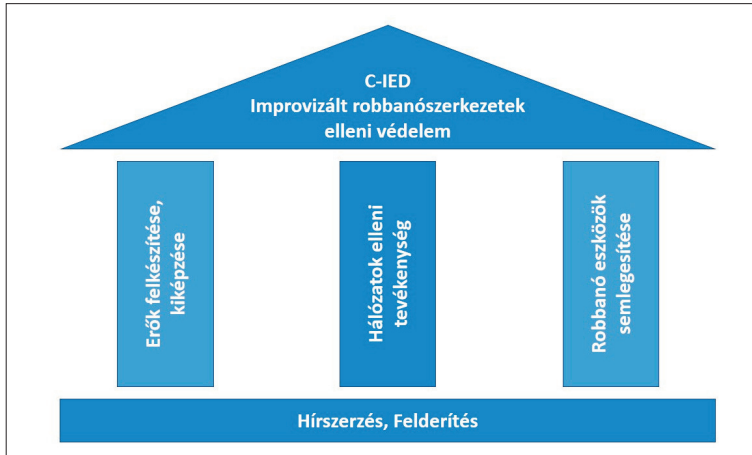 C-IED
Improvizált robbanószerkezetek
elleni védelem
Erők felkészítése,
kiképzése
Hálózatok elleni
tevékenység
Robbanó eszközök
semlegesítése
Hírszerzés, Felderítés